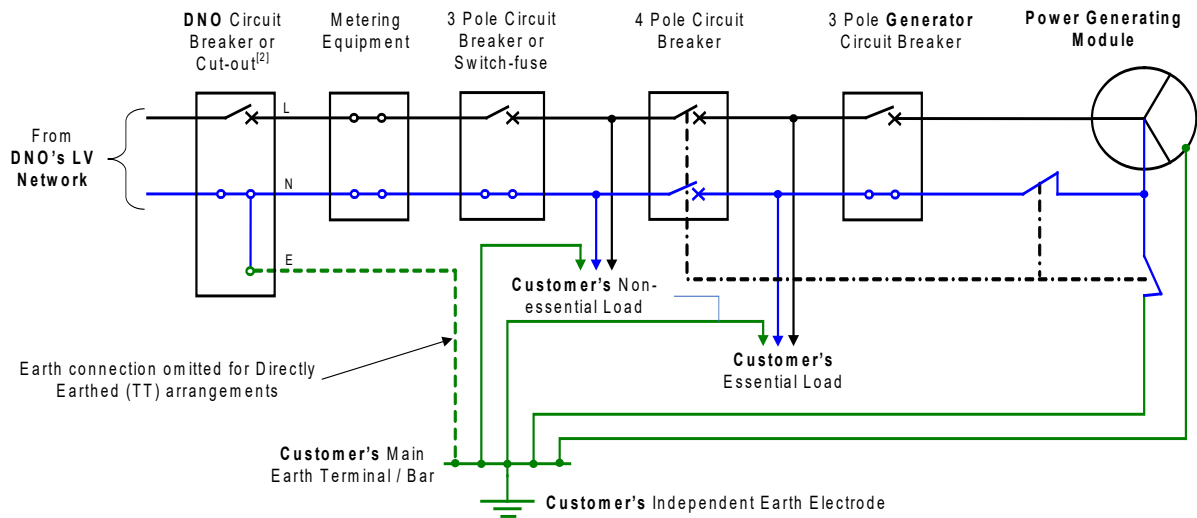 DNO Circuit
Breaker or
Cut-out[2]
Metering
Equipment
3 Pole Circuit
Breaker or
Switch-fuse
4 Pole Circuit
Breaker
3 Pole Generator
Circuit Breaker
Power Generating
Module
L
From
DNO's LV
Network
N
E
Customer's Non-
essential Load
Customer's
Essential Load
Earth connection omitted for Directly
Earthed (TT) arrangements
Customer's Main
Earth Terminal / Bar
Customer's Independent Earth Electrode